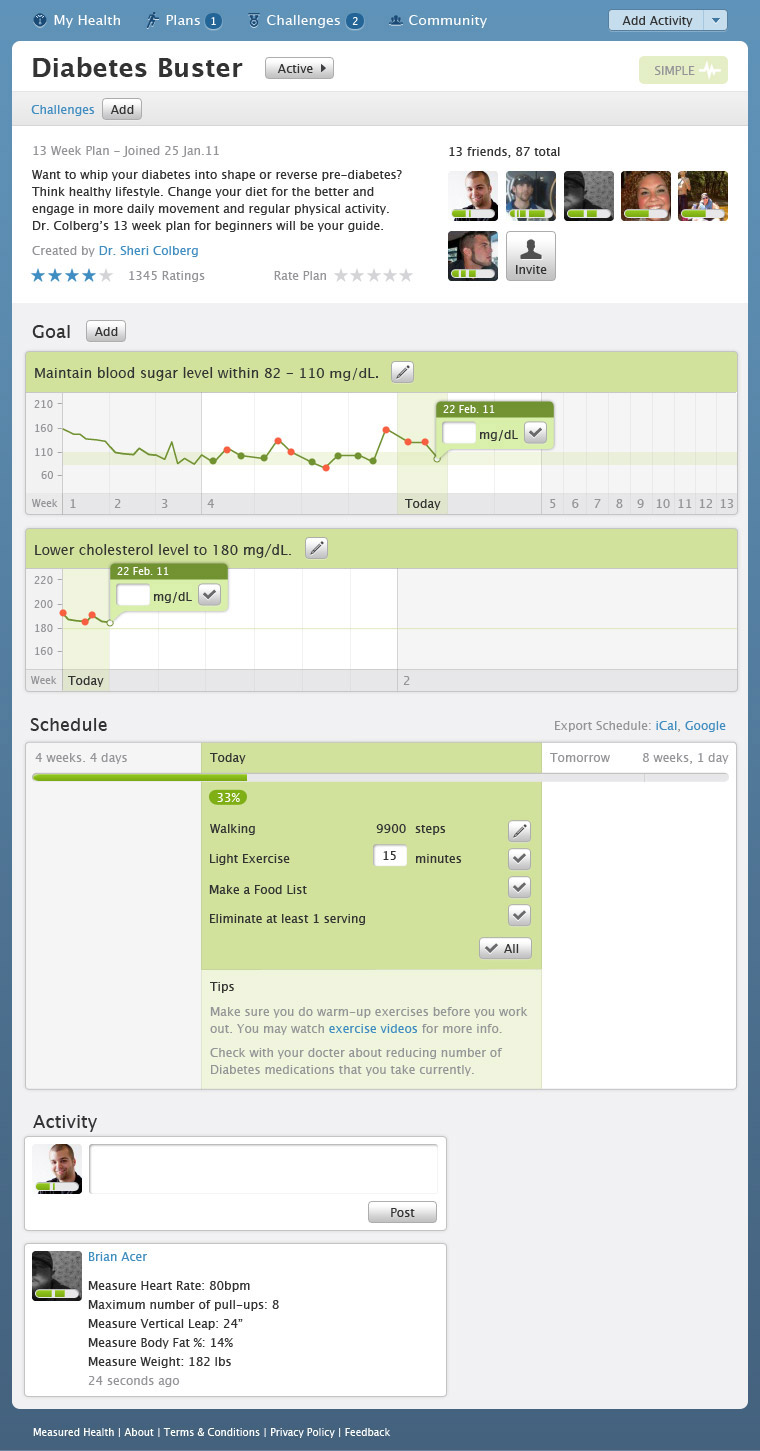 My Health Plans 1 Challenges 2 Community Add Activity
Diabetes Buster Active SIMPLE
Challenges Add
13 Week Plan – Joined 25 Jan.11
Want to whip your diabetes into shape or reverse pre-diabetes?
Think healthy lifestyle. Change your diet for the better and
engage in more daily movement and regular physical activity.
Dr. Colberg's 13 week plan for beginners will be your guide.
Created by Dr. Sheri Colberg
1345 Ratings Rate Plan
13 friends, 87 total
Invite
Goal Add
Maintain blood sugar level within 82 – 110 mg/dL.
210
160
110
60
22 Feb. 11
mg/dL
Week 1 2 3 4 Today 5 6 7 8 9 10 11 12 13
Lower cholesterol level to 180 mg/dL.
220
200
180
160
22 Feb. 11
mg/dL
Week Today 2
Schedule Export Schedule: iCal, Google
4 weeks. 4 days Today Tomorrow 8 weeks, 1 day
33%
Walking 9900 steps
Light Exercise 15 minutes
Make a Food List
Eliminate at least 1 serving
All
Tips
Make sure you do warm-up exercises before you work
out. You may watch exercise videos for more info.
Check with your docter about reducing number of
Diabetes medications that you take currently.
Activity
Post
Brian Acer
Measure Heart Rate: 80bpm
Maximum number of pull-ups: 8
Measure Vertical Leap: 24”
Measure Body Fat %: 14%
Measure Weight: 182 lbs
24 seconds ago
Measured Health | About | Terms & Conditions | Privacy Policy | Feedback